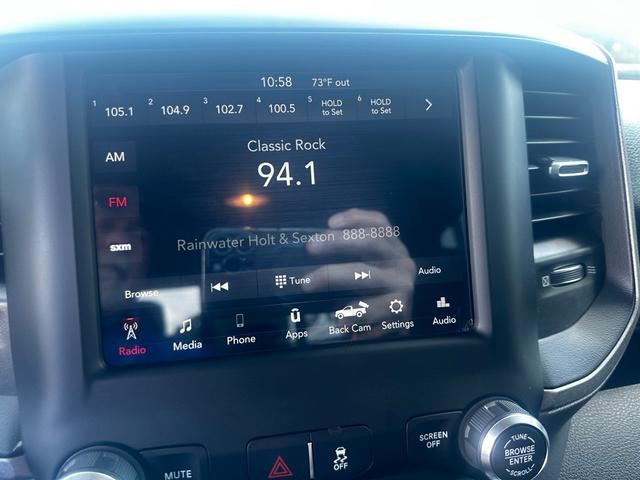 10:58 73°F out
1 105.1 2 104.9 3 102.7 4 100.5 5 HOLD to Set 6 HOLD to Set
AM
Classic Rock
94.1
FM
Rainwater Holt & Sexton 888-8888
sxm
Browse Tune Audio
Radio Media Phone Apps Back Cam Settings Audio
MUTE
OFF
SCREEN
OFF
TUNE
BROWSE
ENTER
SCROLL